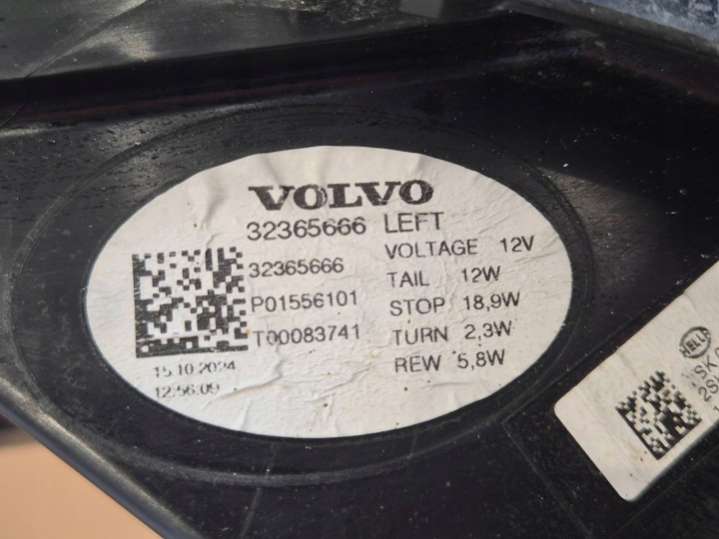 VOLVO
32365666 LEFT
32365666
P01556101
T00083741
15.10.2024
12:56:09
VOLTAGE 12V
TAIL 12W
STOP 18,9W
TURN 2,3W
REW 5,8W
HELLA